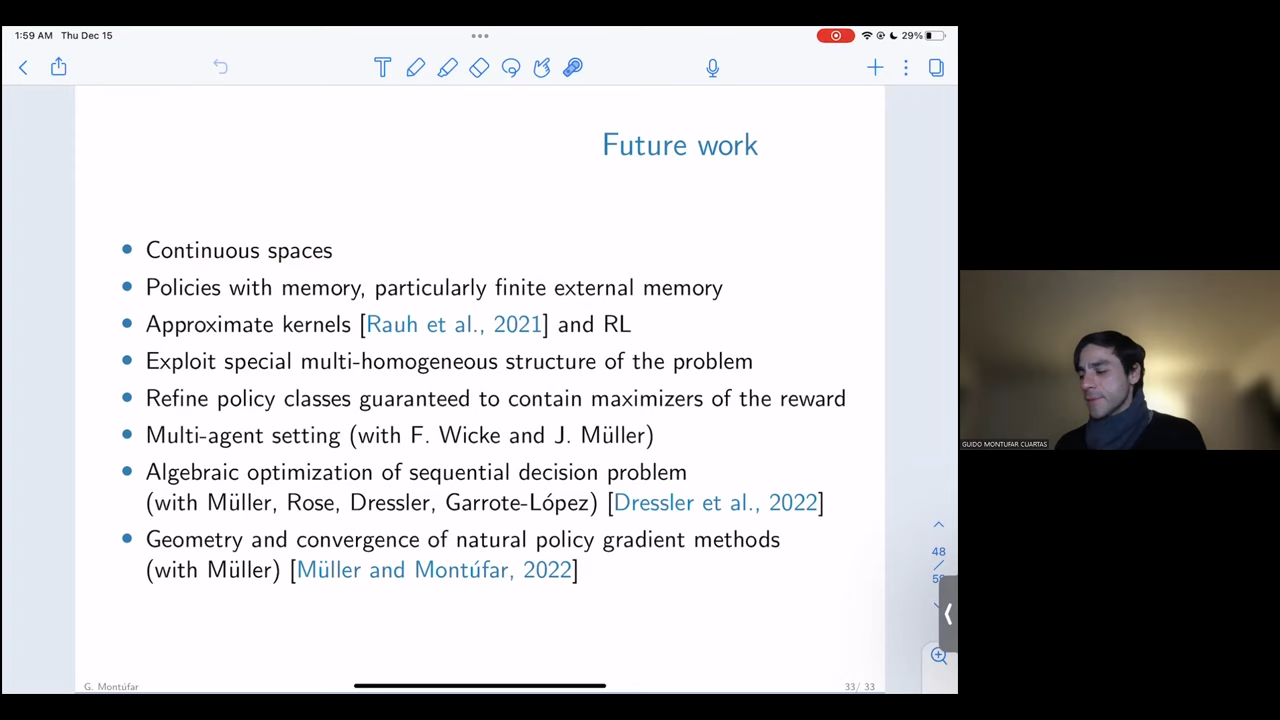 1:59 AM Thu Dec 15
29%
Future work
Continuous spaces
Policies with memory, particularly finite external memory
Approximate kernels [Rauh et al., 2021] and RL
Exploit special multi-homogeneous structure of the problem
Refine policy classes guaranteed to contain maximizers of the reward
Multi-agent setting (with F. Wicke and J. Müller)
Algebraic optimization of sequential decision problem
(with Müller, Rose, Dressler, Garrote-López) [Dressler et al., 2022]
Geometry and convergence of natural policy gradient methods
(with Müller) [Müller and Montúfar, 2022]
48
/
G. Montúfar
33/ 33
GUIDO MONTUFAR CUARTAS